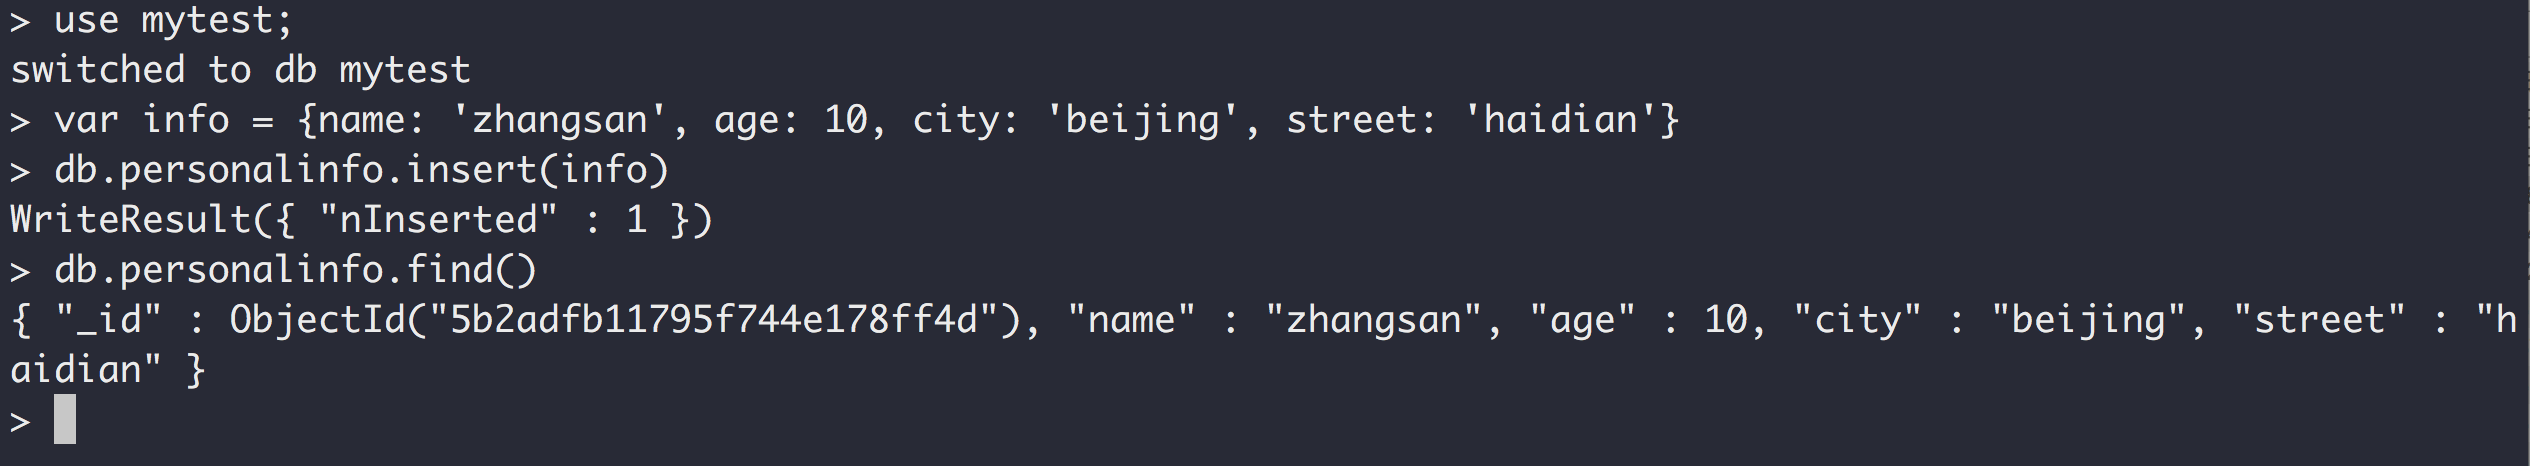 > use mytest;
switched to db mytest
> var info = {name: 'zhangsan', age: 10, city: 'beijing', street: 'haidian'}
> db.personalinfo.insert(info)
WriteResult({ "nInserted" : 1 })
> db.personalinfo.find()
{ "_id" : ObjectId("5b2adfb11795f744e178ff4d"), "name" : "zhangsan", "age" : 10, "city" : "beijing", "street" : "h
aidian" }
>